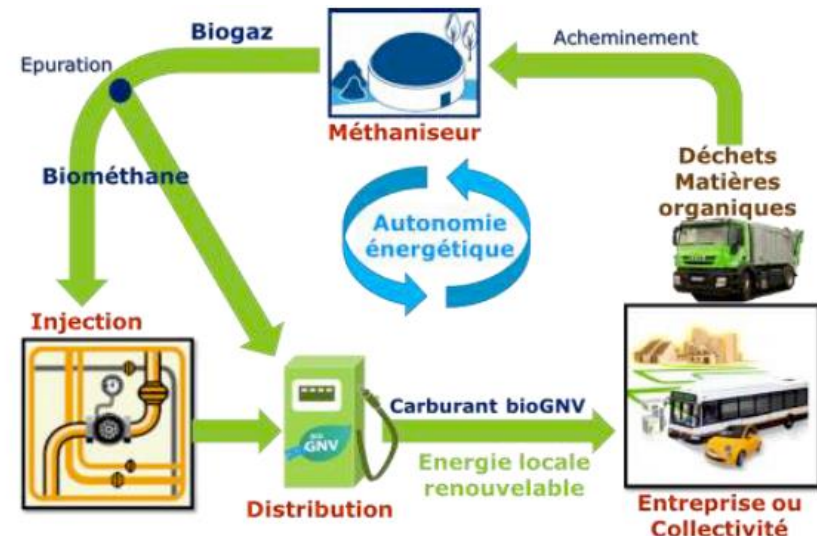 Biogaz
Acheminement
Epuration
Méthaniseur
Déchets
Matières
organiques
Biométhane
Autonomie
énergétique
Injection
BIO
GNV
Carburant bioGNV
Energie locale
renouvelable
Distribution
Entreprise ou
Collectivité